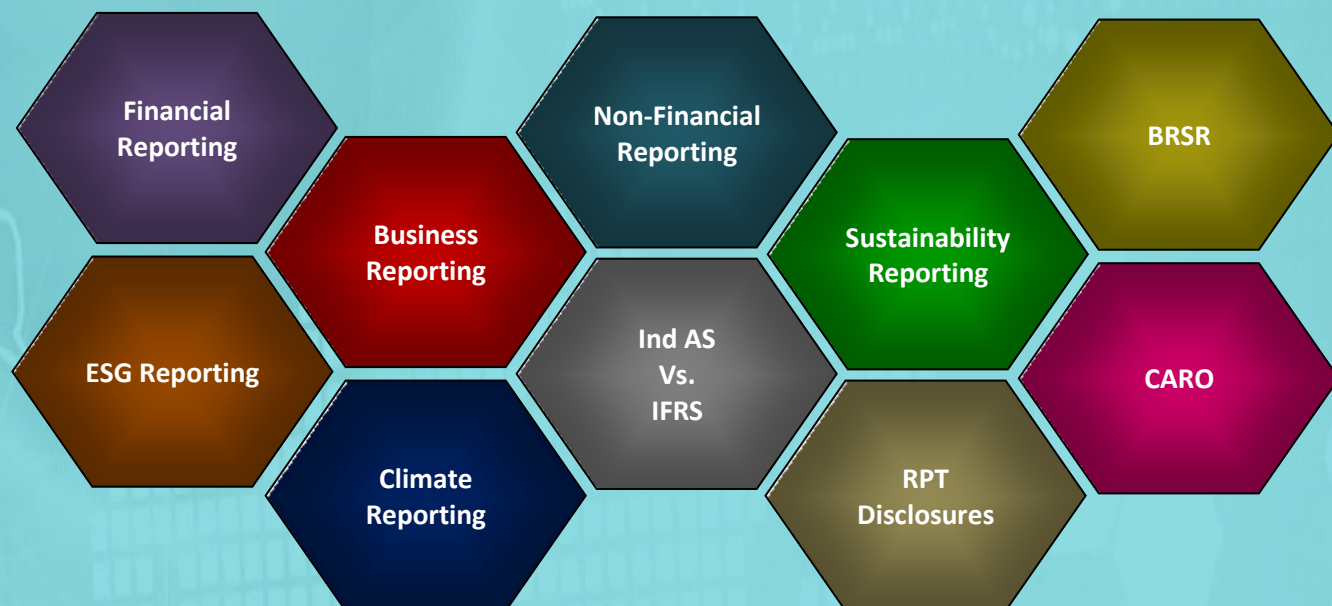 Financial
Reporting
Non-Financial
Reporting
BRSR
Business
Reporting
Sustainability
Reporting
ESG Reporting
Ind AS
Vs.
IFRS
CARO
Climate
Reporting
RPT
Disclosures